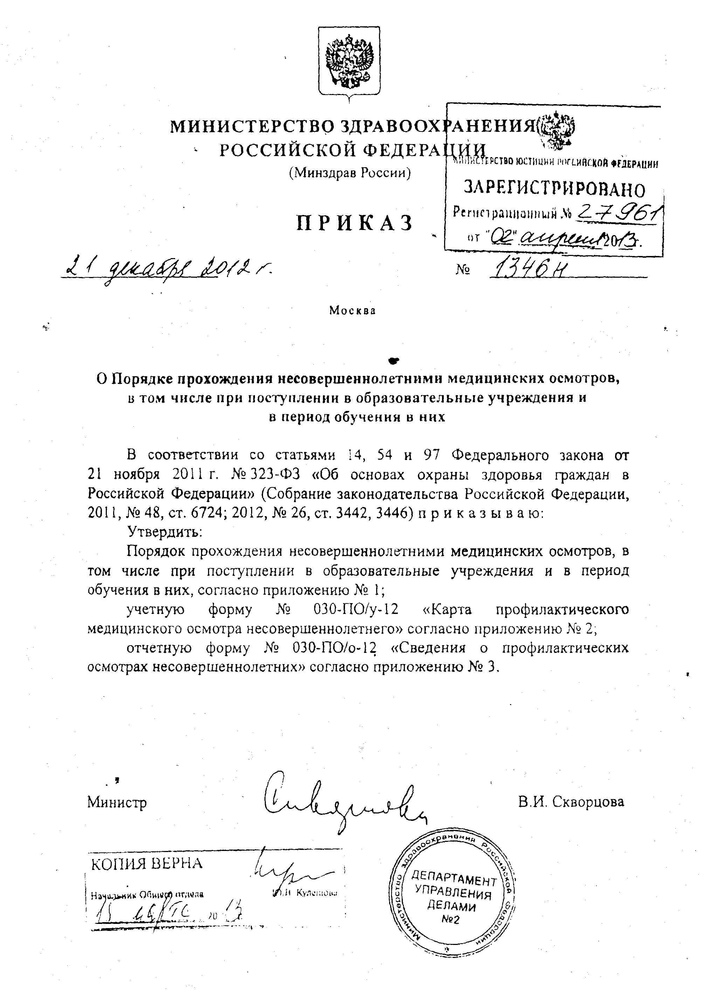 МИНИСТЕРСТВО ЗДРАВООХРАНЕНИЯ
РОССИЙСКОЙ ФЕДЕРАЦИИ
(Минздрав России)
МИНИСТЕРСТВО ЮСТИЦИИ РОССИЙСКОЙ ФЕДЕРАЦИИ
ЗАРЕГИСТРИРОВАНО
Регистрационный № 27961
от "02" апреля 2013г.
ПРИКАЗ
21 декабря 2012 г.
№ 1346н
Москва
О Порядке прохождения несовершеннолетними медицинских осмотров,
в том числе при поступлении в образовательные учреждения и
в период обучения в них
В соответствии со статьями 14, 54 и 97 Федерального закона от
21 ноября 2011 г. № 323-ФЗ «Об основах охраны здоровья граждан в
Российской Федерации» (Собрание законодательства Российской Федерации,
2011, № 48, ст. 6724; 2012, № 26, ст. 3442, 3446) п р и к а з ы в а ю:
Утвердить:
Порядок прохождения несовершеннолетними медицинских осмотров, в
том числе при поступлении в образовательные учреждения и в период
обучения в них, согласно приложению № 1;
учетную форму № 030-ПО/у-12 «Карта профилактического
медицинского осмотра несовершеннолетнего» согласно приложению № 2;
отчетную форму № 030-ПО/о-12 «Сведения о профилактических
осмотрах несовершеннолетних» согласно приложению № 3.
Министр
В.И. Скворцова
КОПИЯ ВЕРНА
Начальник Общего отдела
Кулешова
2013
Министерство здравоохранения Российской Федерации
ДЕПАРТАМЕНТ
УПРАВЛЕНИЯ
ДЕЛАМИ
№2